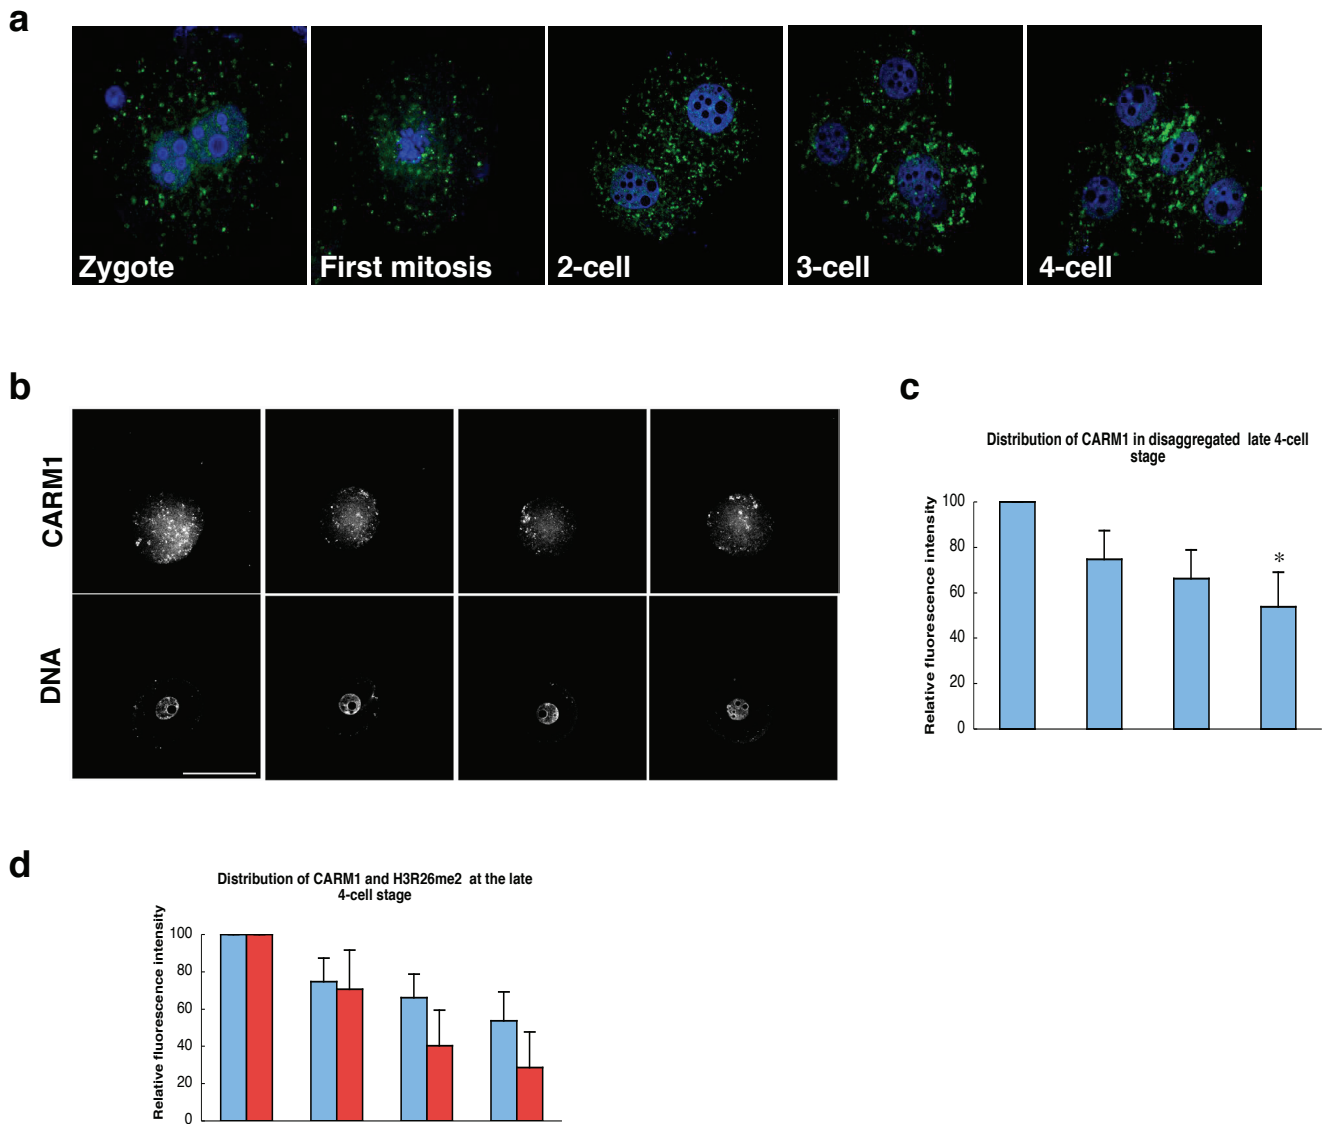 a
Zygote
First mitosis
2-cell
3-cell
4-cell
b
CARM1
DNA
c
Distribution of CARM1 in disaggregated late 4-cell
stage
Relative fluorescence intensity
100
80
60
40
20
0
*
d
Distribution of CARM1 and H3R26me2 at the late
4-cell stage
Relative fluorescence intensity
100
80
60
40
20
0